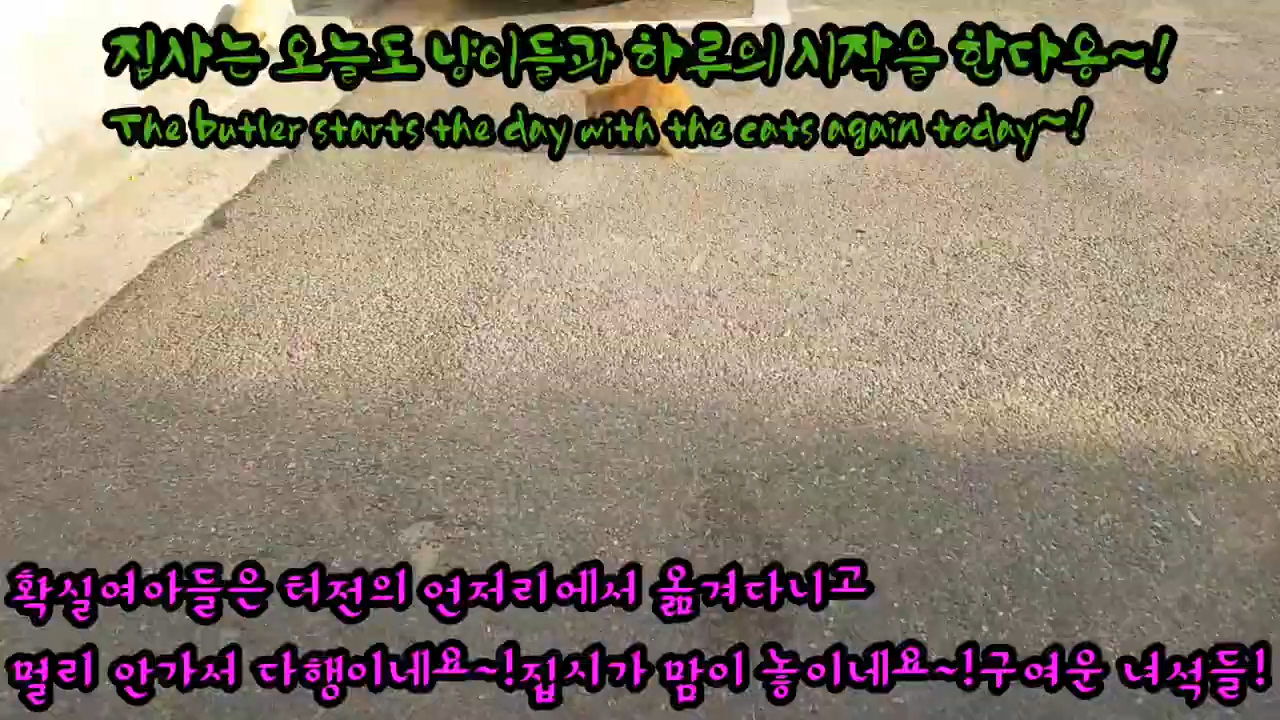 집사는 오늘도 냥이들과 하루의 시작을 한다옹~!
The butler starts the day with the cats again today~!
확실여아들은 터전의 언저리에서 옮겨다니고
멀리 안가서 다행이네요~!집시가 맘이 놓이네요~!구여운 녀석들!